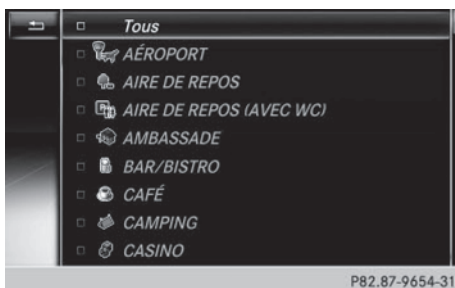 Tous
AÉROPORT
AIRE DE REPOS
AIRE DE REPOS (AVEC WC)
AMBASSADE
BAR/BISTRO
CAFÉ
CAMPING
CASINO
P82.87-9654-31